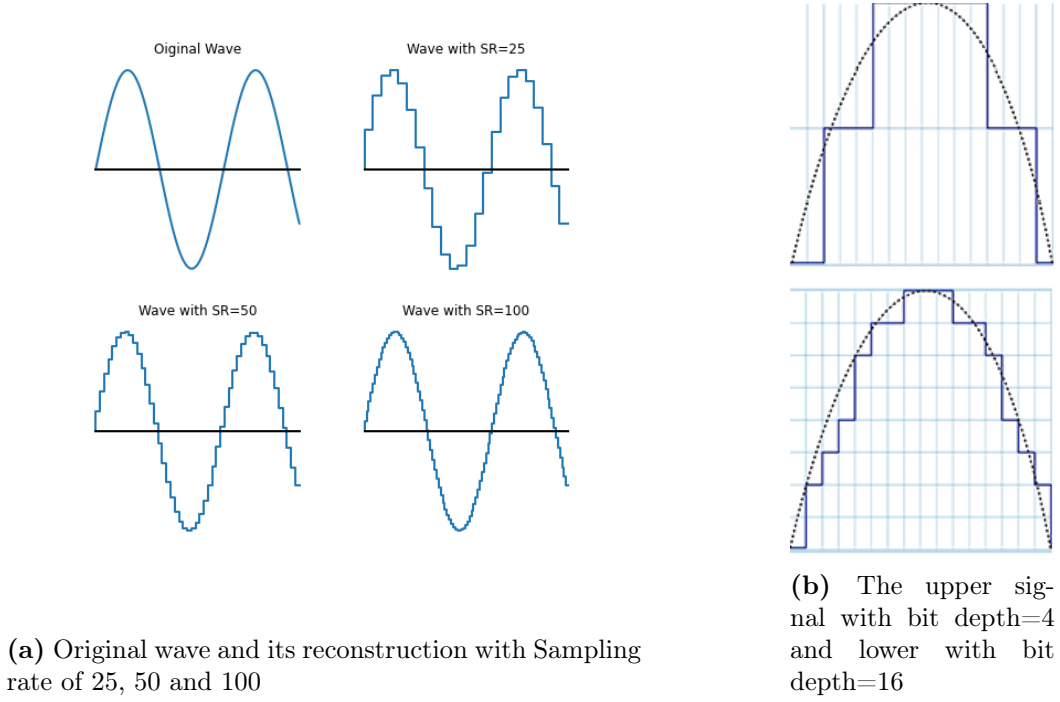 Oiginal Wave
Wave with SR=25
Wave with SR=50
Wave with SR=100
(a) Original wave and its reconstruction with Sampling
rate of 25, 50 and 100
(b) The upper sig-
nal with bit depth=4
and lower with bit
depth=16